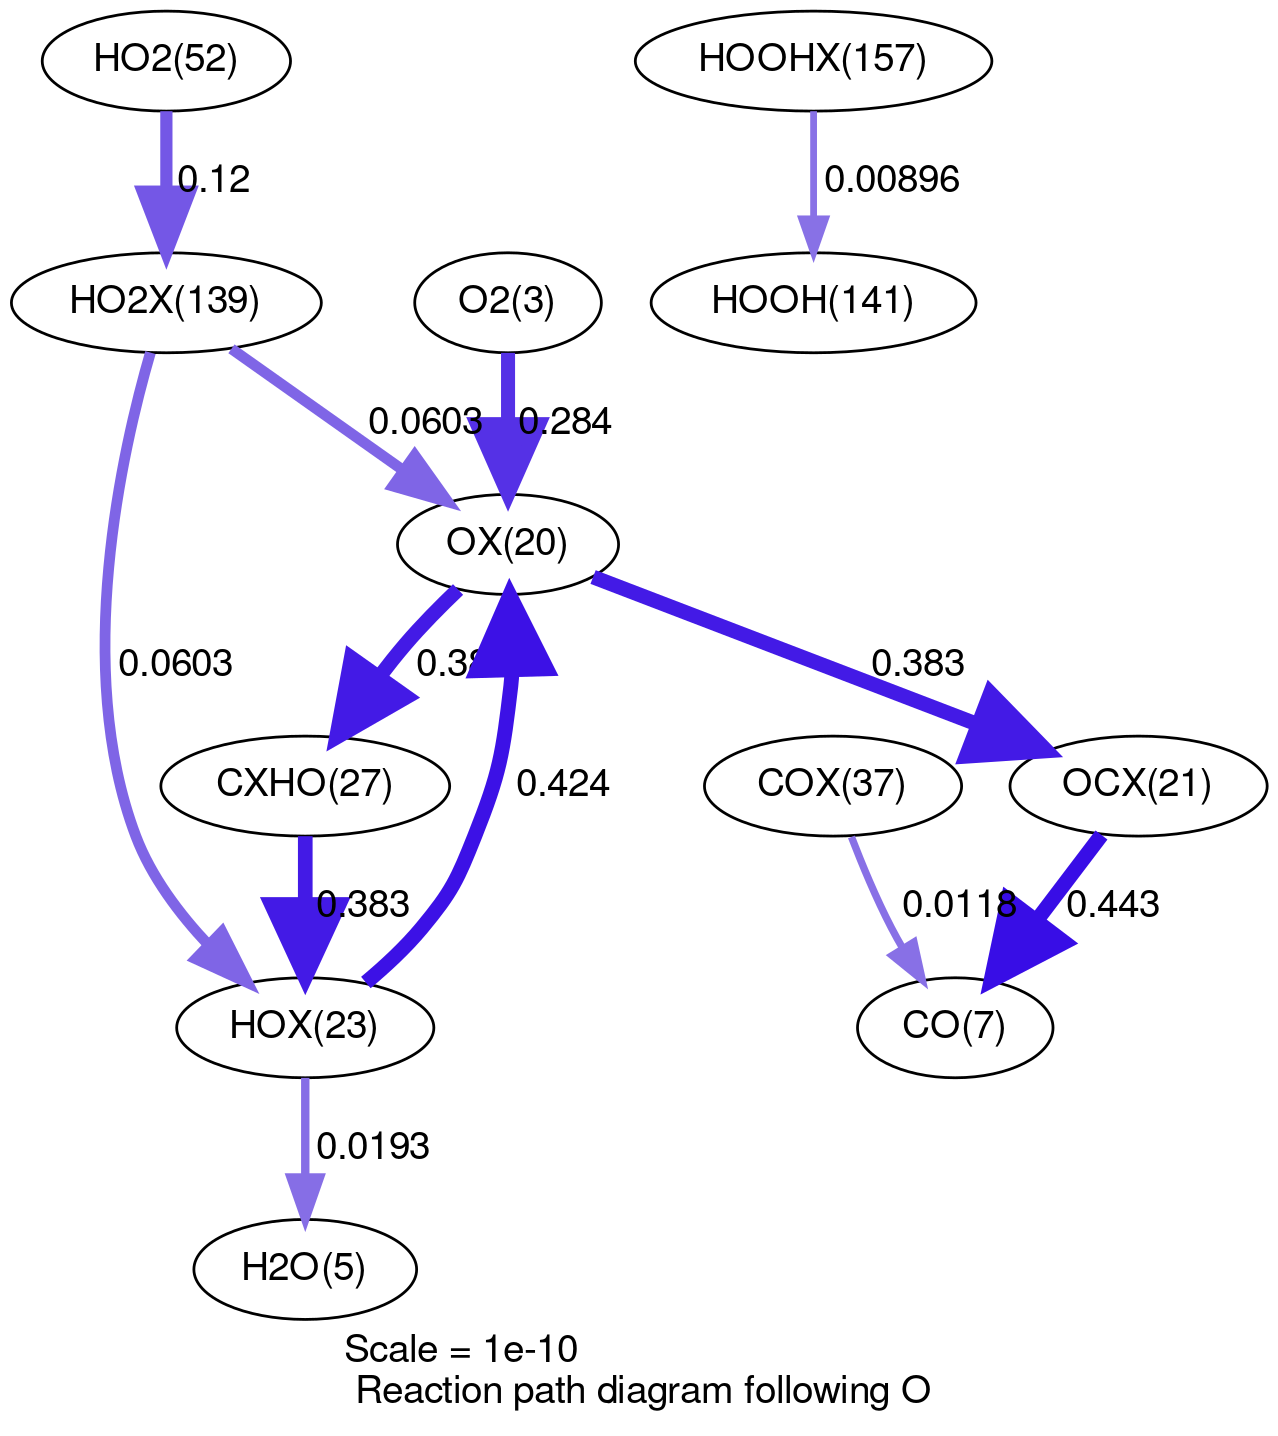 HO2(52)
HOOHX(157)
0.12
0.00896
HO2X(139)
O2(3)
HOOH(141)
0.0603
0.284
OX(20)
0.0603
0.383
CXHO(27)
0.424
COX(37)
OCX(21)
0.383
0.0118
0.443
HOX(23)
CO(7)
0.0193
H2O(5)
Scale = 1e-10
Reaction path diagram following O